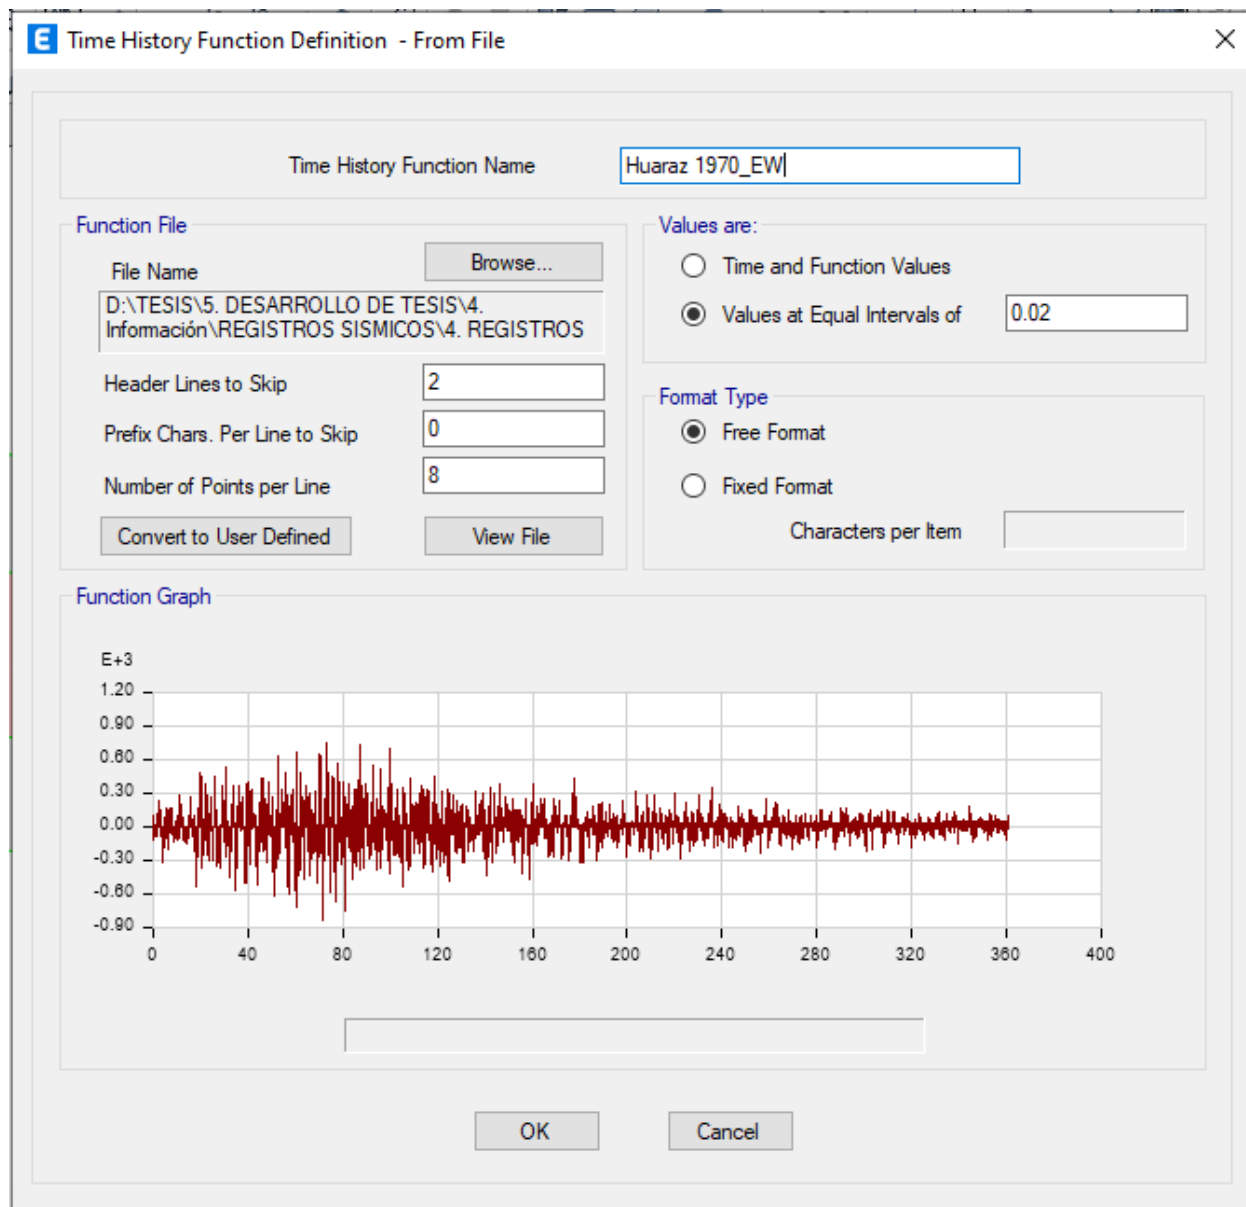 E Time History Function Definition - From File
Time History Function Name Huaraz 1970_EW
Function File
File Name Browse...
D:\TESIS\5. DESARROLLO DE TESIS\4.
Información\REGISTROS SISMICOS\4. REGISTROS
Header Lines to Skip 2
Prefix Chars. Per Line to Skip 0
Number of Points per Line 8
Convert to User Defined View File
Values are:
Time and Function Values
Values at Equal Intervals of 0.02
Format Type
Free Format
Fixed Format
Characters per Item
Function Graph
E+3
1.20
0.90
0.60
0.30
0.00
-0.30
-0.60
-0.90
0 40 80 120 160 200 240 280 320 360 400
OK Cancel